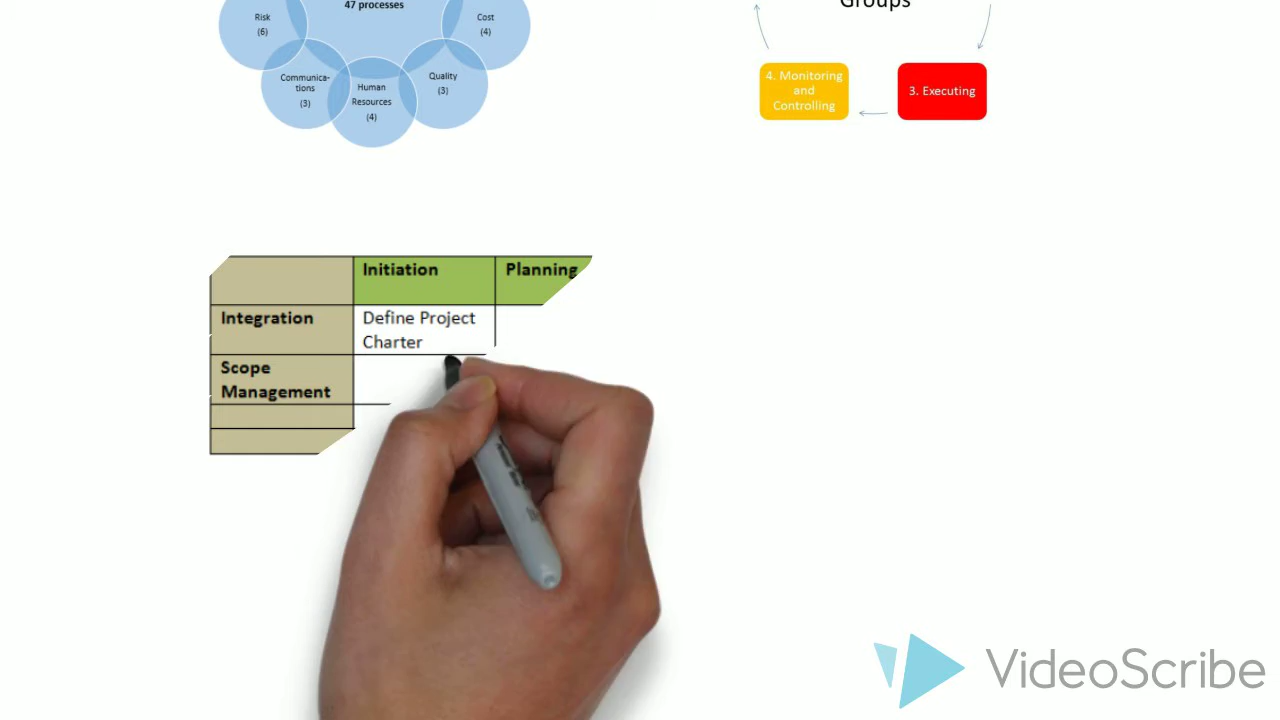 47 processes
Risk
(6)
Cost
(4)
Communica-
tions
(3)
Human
Resources
(4)
Quality
(3)
Groups
4. Monitoring
and
Controlling
3. Executing
Initiation
Planning
Integration
Define Project
Charter
Scope
Management
VideoScribe